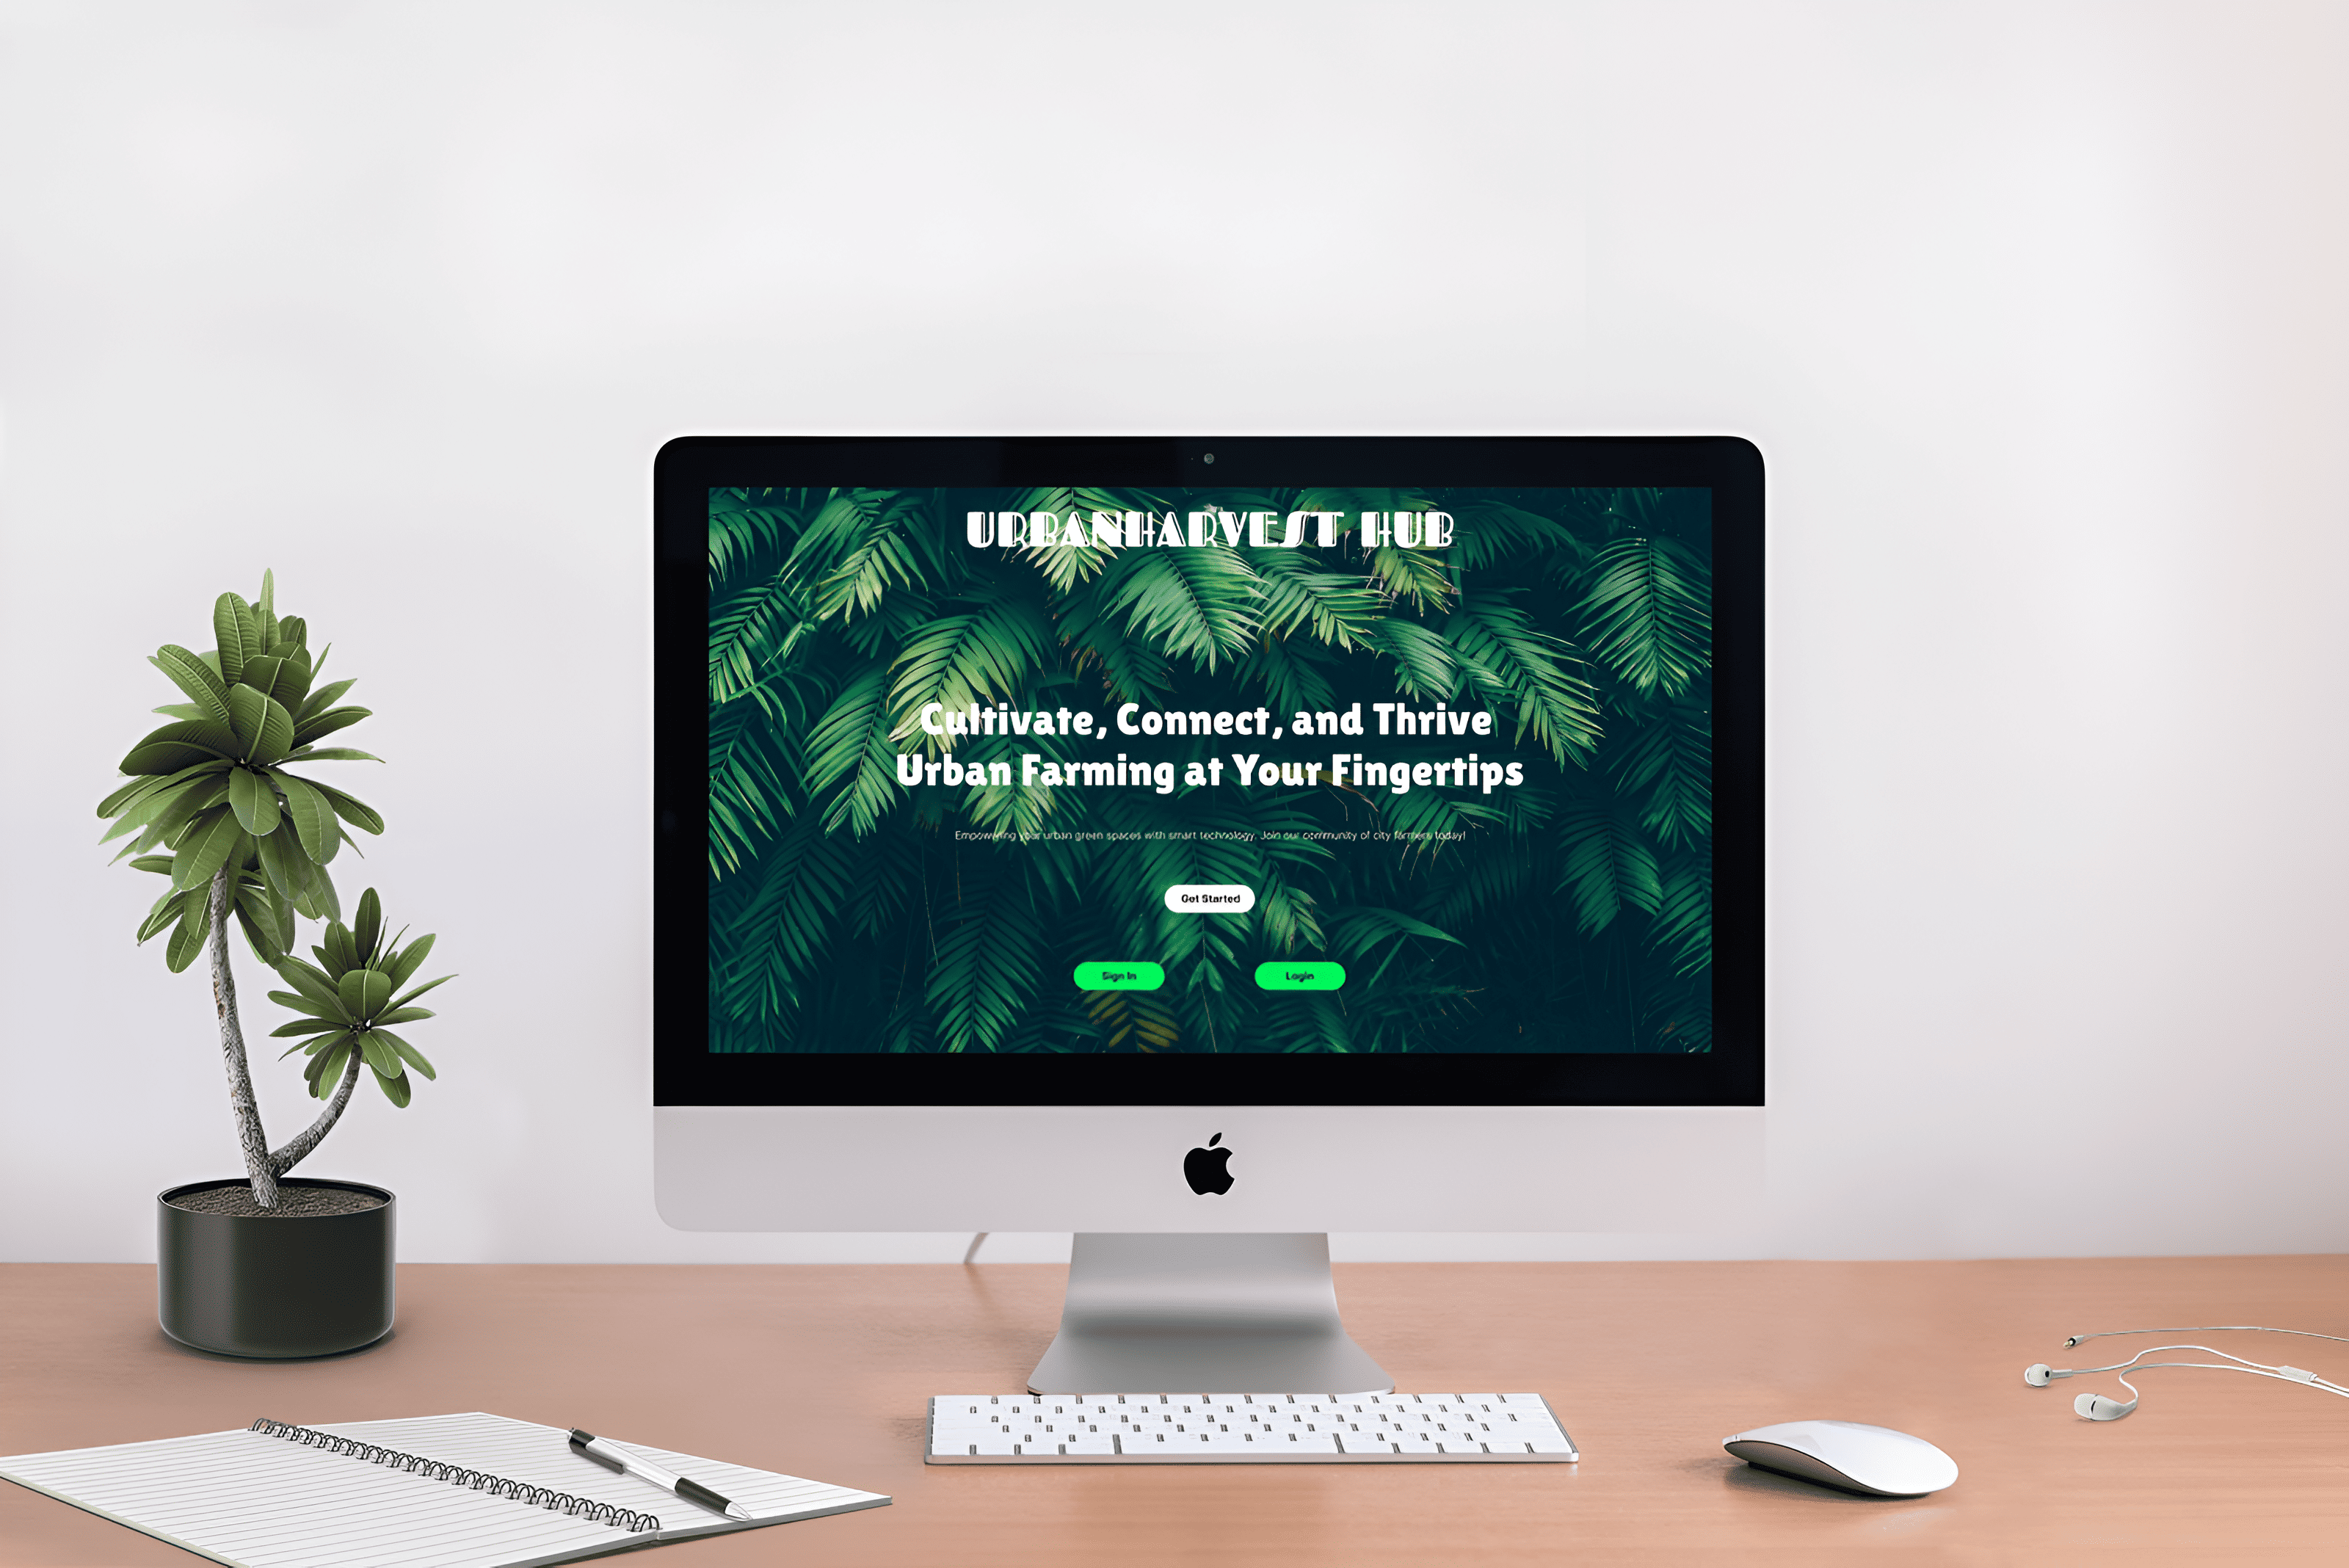 URBANHARVEST HUB
Cultivate, Connect, and Thrive
Urban Farming at Your Fingertips
Empowering your urban green spaces with smart technology. Join our community of city farmers today!
Get Started
Sign In
Login